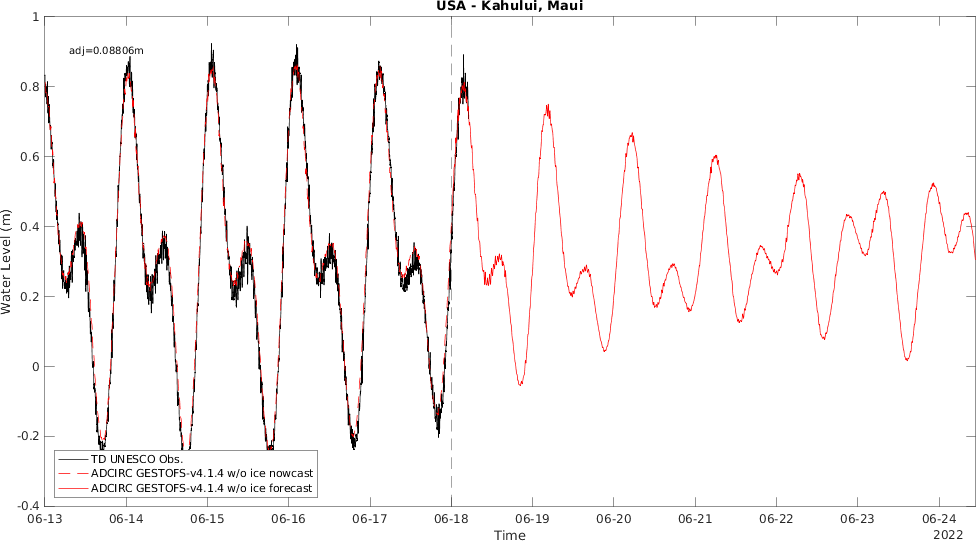 USA - Kahului, Maui
adj=0.08806m
Water Level (m)
1
0.8
0.6
0.4
0.2
0
-0.2
-0.4
TD UNESCO Obs.
ADCIRC GESTOFS-v4.1.4 w/o ice nowcast
ADCIRC GESTOFS-v4.1.4 w/o ice forecast
06-13 06-14 06-15 06-16 06-17 06-18 06-19 06-20 06-21 06-22 06-23 06-24
Time
2022